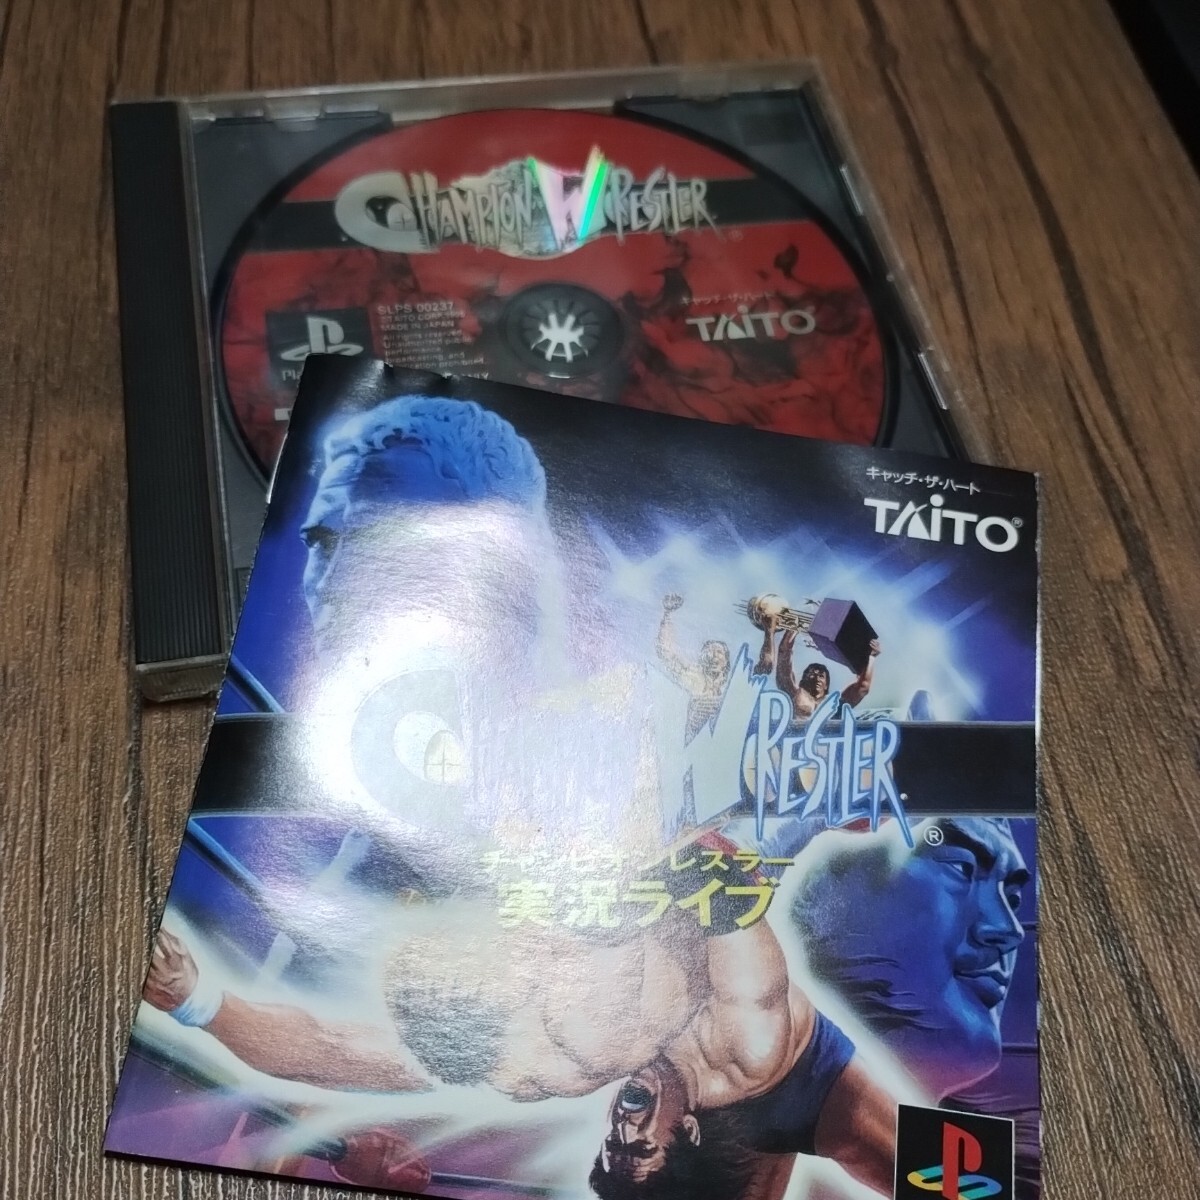 CHAMPION WRESTLER
®
SLPS 00237
MADE IN JAPAN
キャッチ・ザ・ハート
TAITO
キャッチ・ザ・ハート
TAITO®
WRESTLER
®
チャンピオンレスラー
実況ライブ